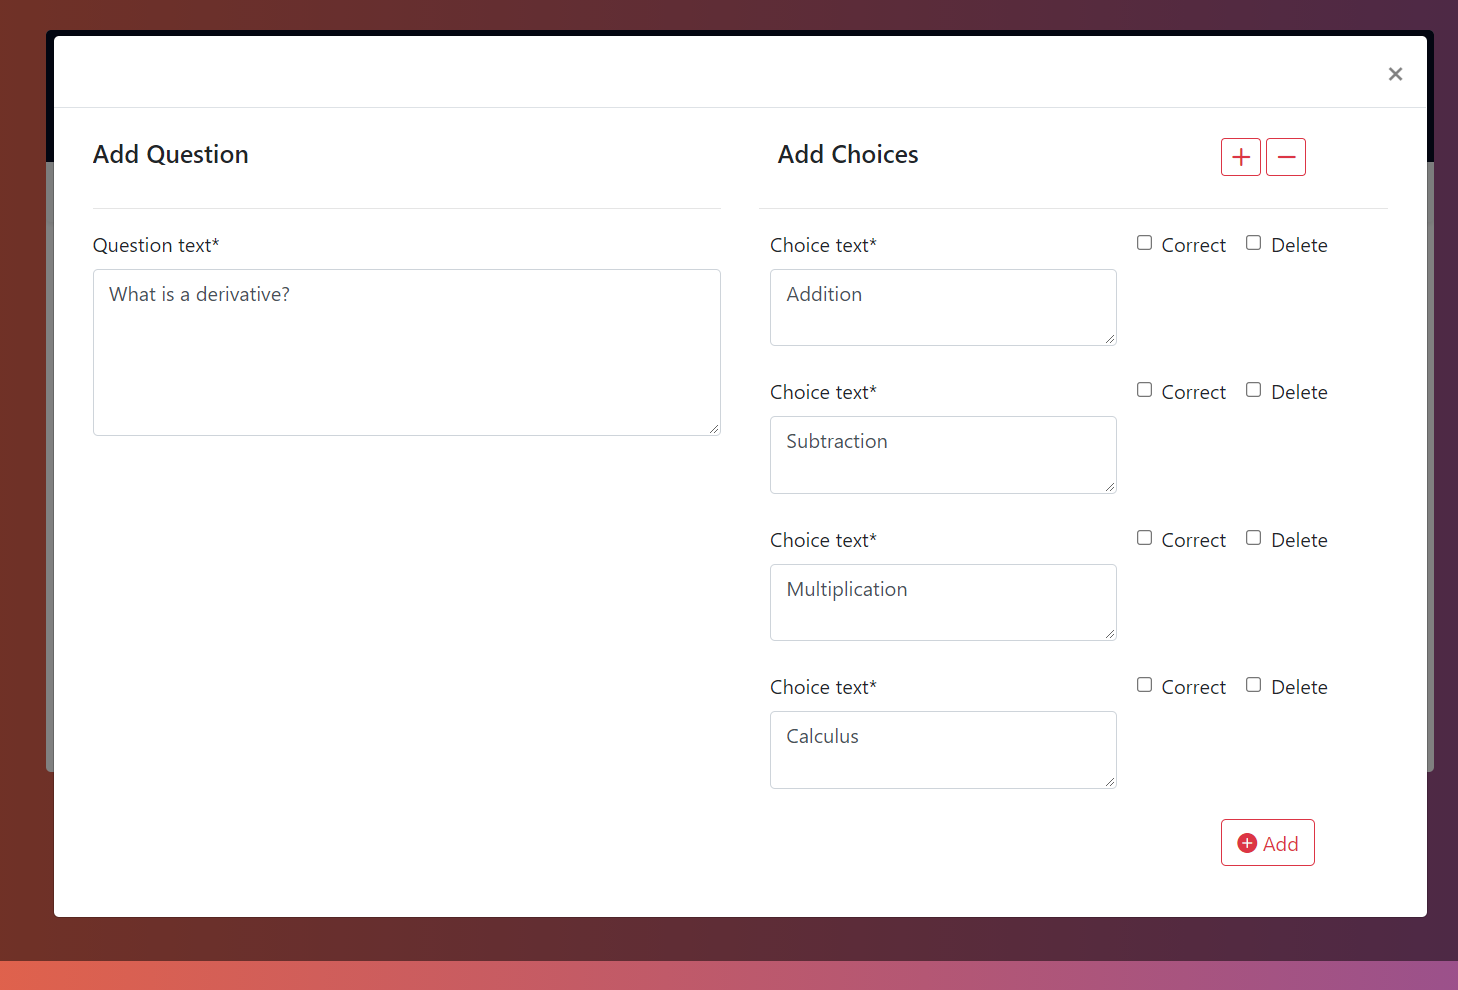 ×
Add Question
Add Choices
Question text*
What is a derivative?
Choice text*
Correct
Delete
Addition
Choice text*
Correct
Delete
Subtraction
Choice text*
Correct
Delete
Multiplication
Choice text*
Correct
Delete
Calculus
Add